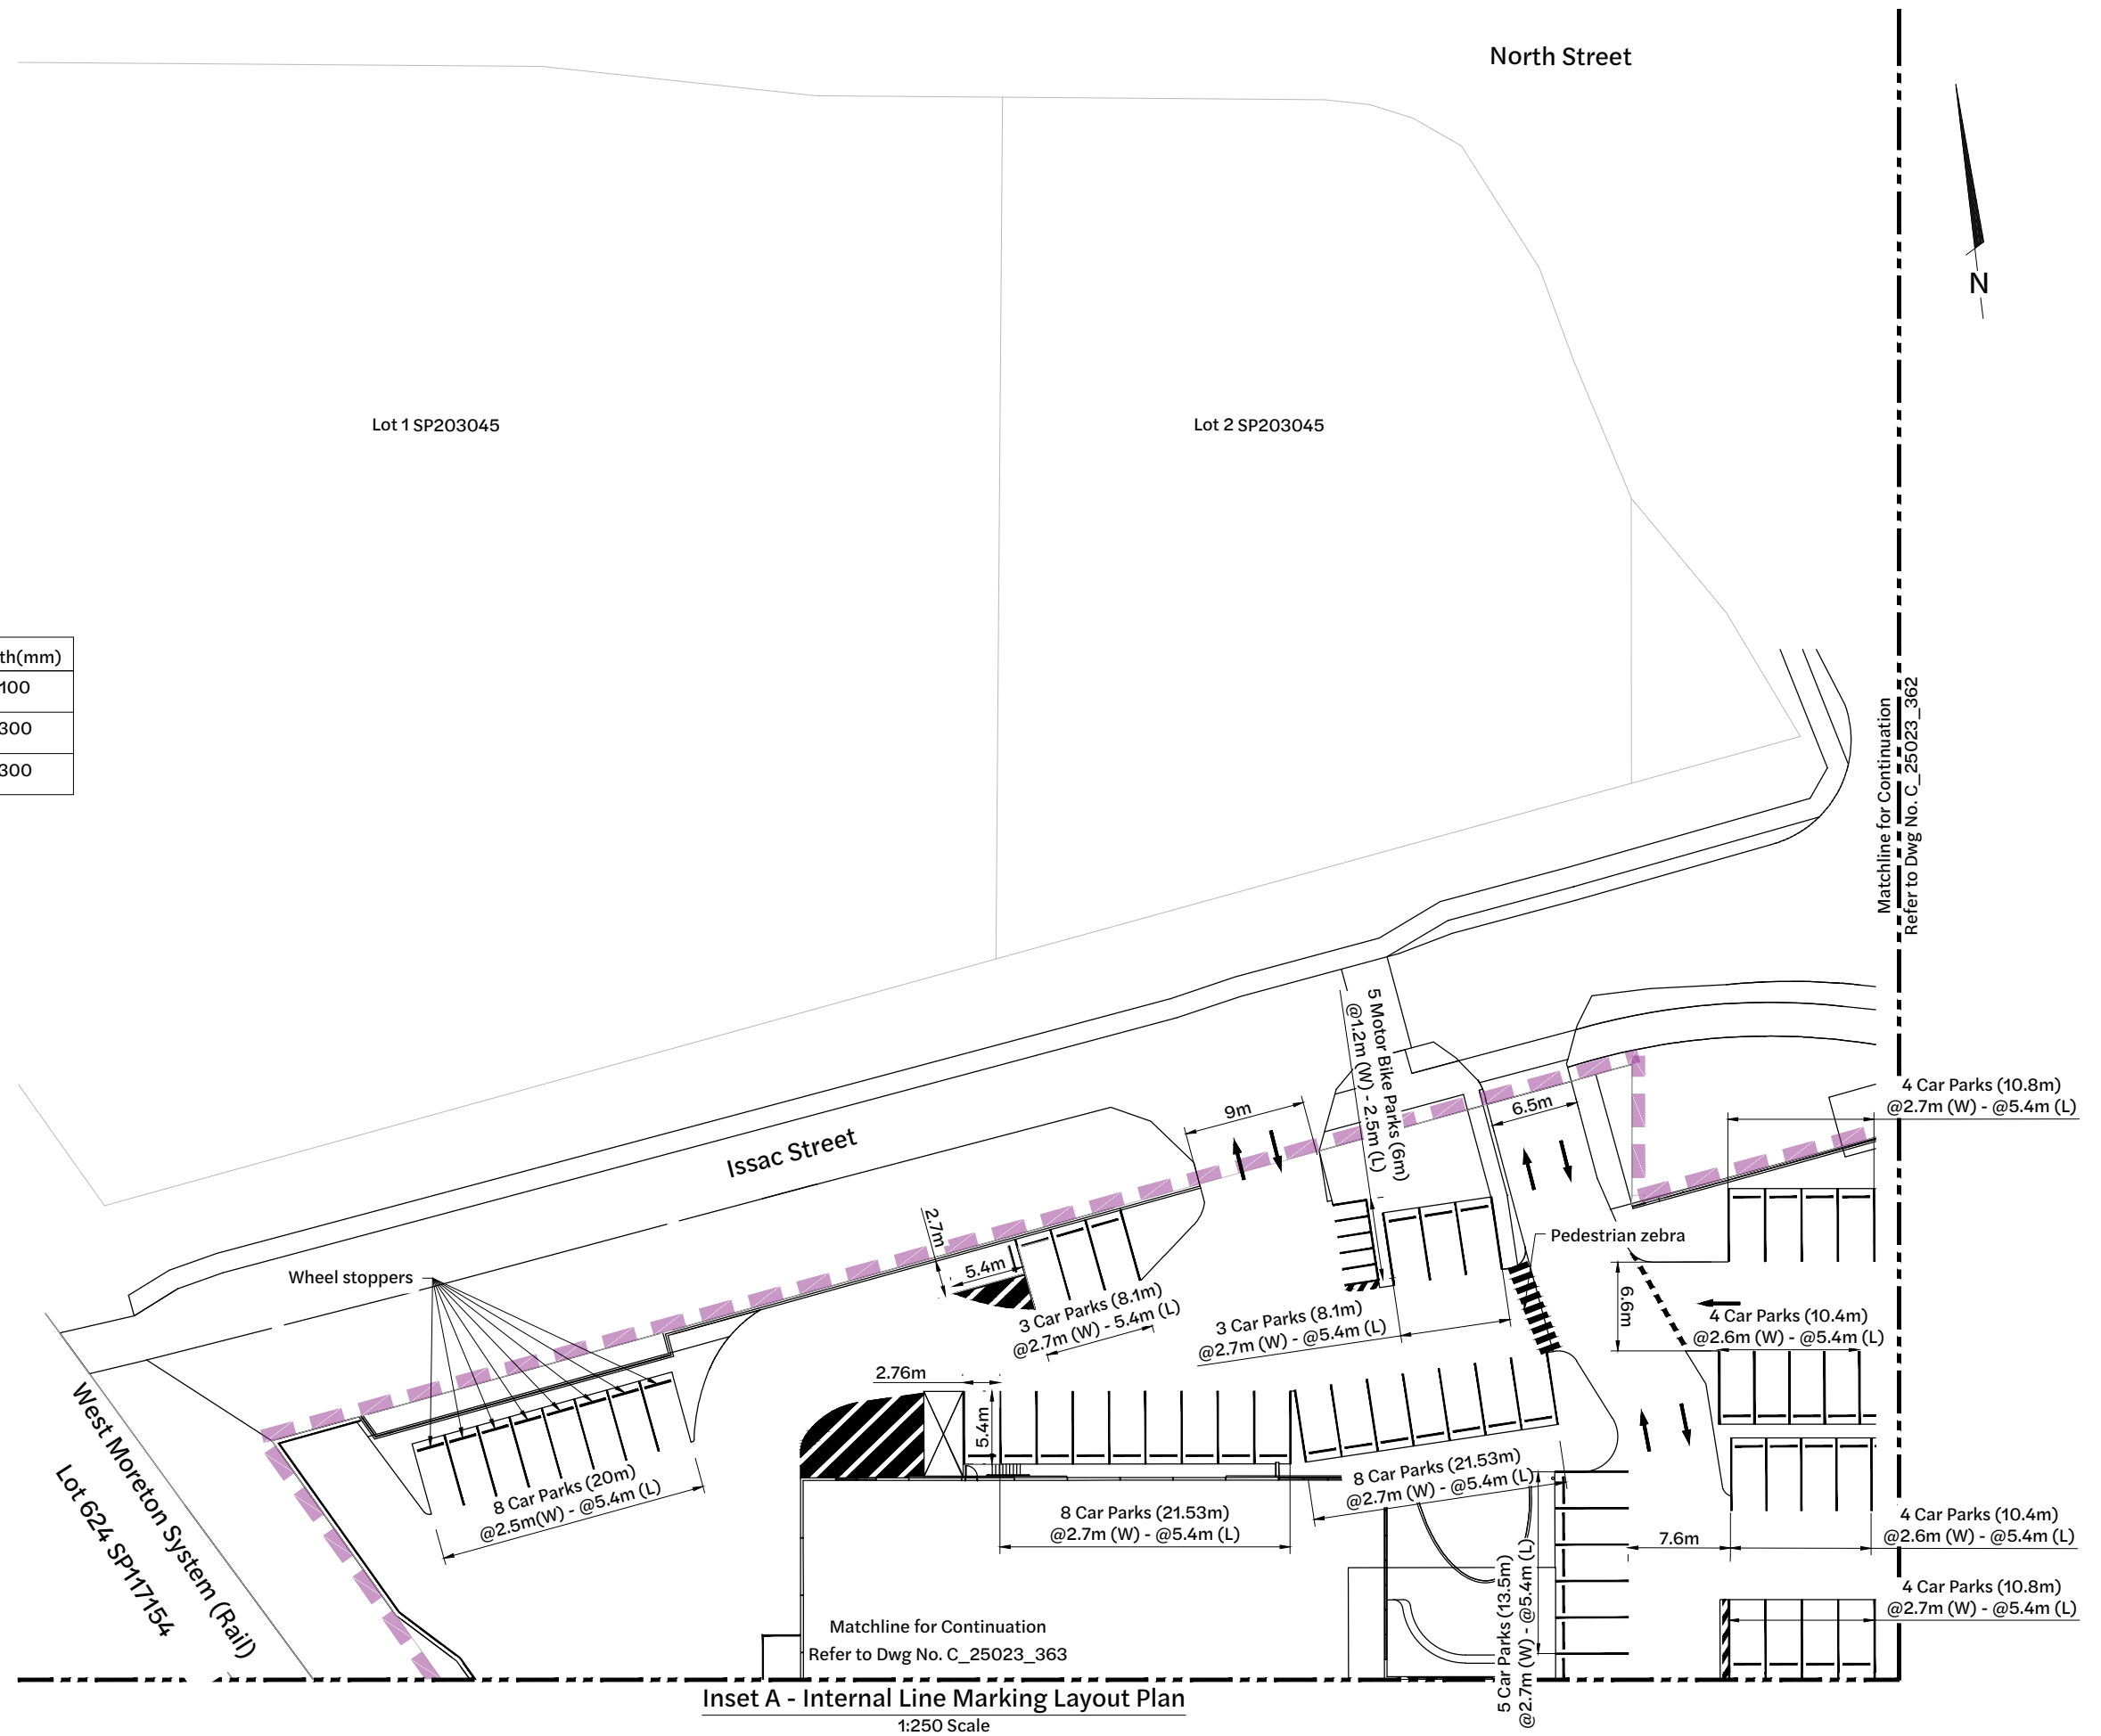 North Street
N
Lot 1 SP203045
Lot 2 SP203045
th(mm)
100
300
300
Matchline for Continuation
Refer to Dwg No. C_25023_362
5 Motor Bike Parks (6m)
@1.2m (W) - 2.5m (L)
4 Car Parks (10.8m)
@2.7m (W) - @5.4m (L)
9m
6.5m
Issac Street
2.7m
5.4m
Pedestrian zebra
Wheel stoppers
3 Car Parks (8.1m)
@2.7m (W) - 5.4m (L)
3 Car Parks (8.1m)
@2.7m (W) - @5.4m (L)
6.6m
4 Car Parks (10.4m)
@2.6m (W) - @5.4m (L)
2.76m
5.4m
West Moreton System (Rail)
Lot 624 SP117154
8 Car Parks (20m)
@2.5m(W) - @5.4m (L)
8 Car Parks (21.53m)
@2.7m (W) - @5.4m (L)
8 Car Parks (21.53m)
@2.7m (W) - @5.4m (L)
7.6m
4 Car Parks (10.4m)
@2.6m (W) - @5.4m (L)
5 Car Parks (13.5m)
@2.7m (W) - @5.4m (L)
4 Car Parks (10.8m)
@2.7m (W) - @5.4m (L)
Matchline for Continuation
Refer to Dwg No. C_25023_363
Inset A - Internal Line Marking Layout Plan
1:250 Scale